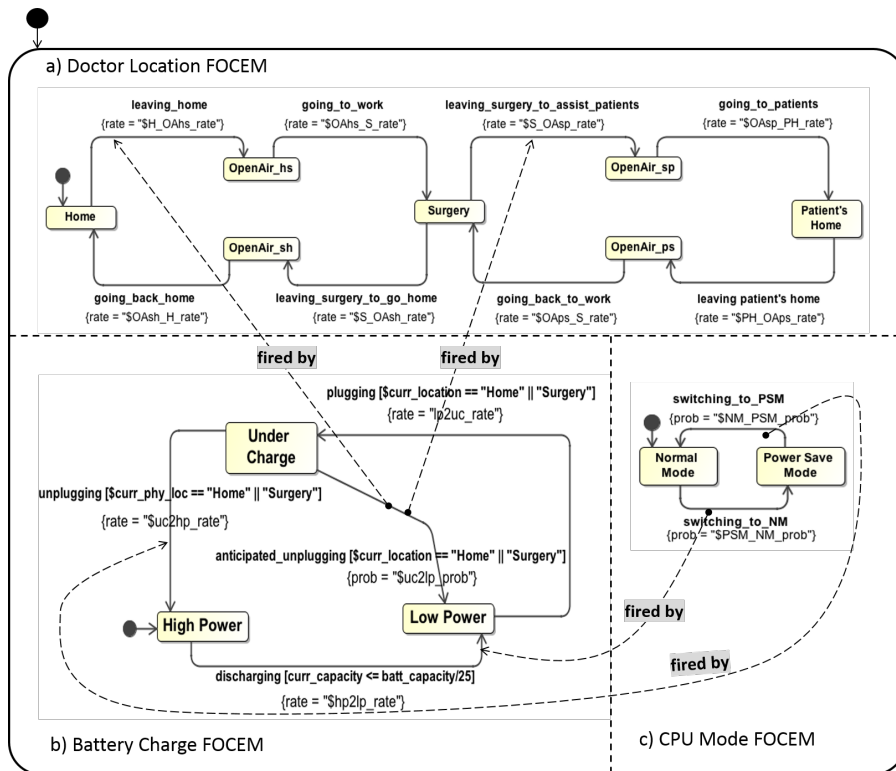 a) Doctor Location FOCEM
leaving_home
{rate = "$H_OAhs_rate"}
going_to_work
{rate = "$OAhs_S_rate"}
leaving_surgery_to_assist_patients
{rate = "$S_OAsp_rate"}
going_to_patients
{rate = "$OAsp_PH_rate"}
OpenAir_hs
OpenAir_sp
Home
Surgery
Patient's
Home
OpenAir_sh
OpenAir_ps
going_back_home
{rate = "$OAsh_H_rate"}
leaving_surgery_to_go_home
{rate = "$S_OAsh_rate"}
going_back_to_work
{rate = "$OAps_S_rate"}
leaving patient's home
{rate = "$PH_OAps_rate"}
fired by
fired by
plugging [$curr_location == "Home" || "Surgery"]
{rate = "lp2uc_rate"}
Under
Charge
unplugging [$curr_phy_loc == "Home" || "Surgery"]
{rate = "$uc2hp_rate"}
anticipated_unplugging [$curr_location == "Home" || "Surgery"]
{prob = "$uc2lp_prob"}
High Power
Low Power
discharging [curr_capacity <= batt_capacity/25]
{rate = "$hp2lp_rate"}
b) Battery Charge FOCEM
switching_to_PSM
{prob = "$NM_PSM_prob"}
Normal
Mode
Power Save
Mode
switching_to_NM
{prob = "$PSM_NM_prob"}
fired by
fired by
c) CPU Mode FOCEM